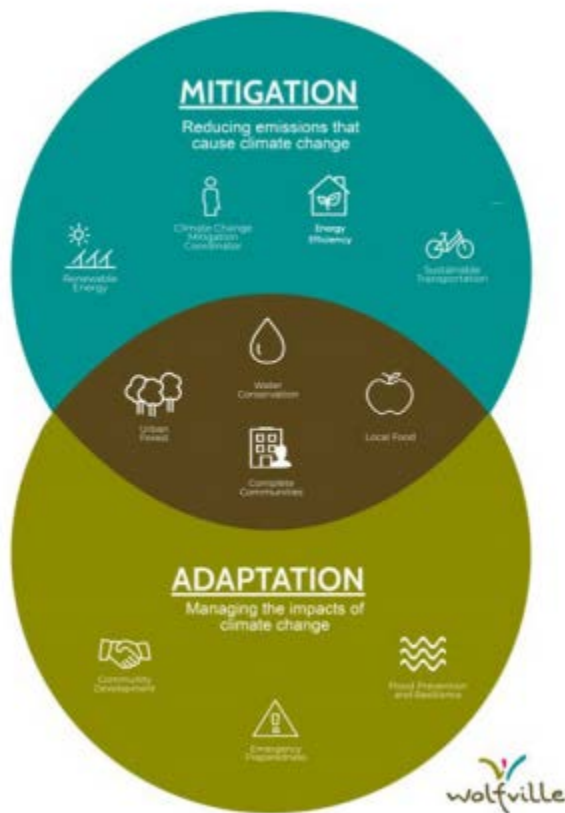 MITIGATION
Reducing emissions that
cause climate change
Climate Change
Mitigation
Coordinator
Energy
Efficiency
Renewable
Energy
Sustainable
Transportation
Water
Conservation
Urban
Forest
Local Food
Complete
Communities
ADAPTATION
Managing the impacts of
climate change
Community
Development
Flood Prevention
and Resilience
Emergency
Preparedness
wolfville